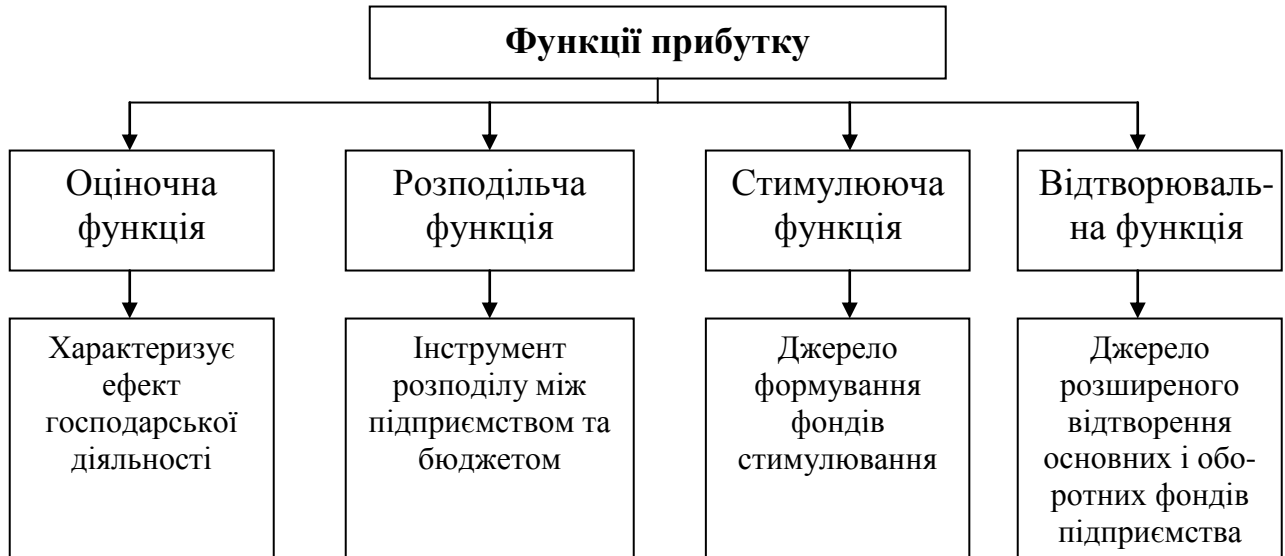 Функції прибутку
Оціночна
функція
Розподільча
функція
Стимулююча
функція
Відтворюваль-
на функція
Характеризує
ефект
господарської
діяльності
Інструмент
розподілу між
підприємством та
бюджетом
Джерело
формування
фондів
стимулювання
Джерело
розширеного
відтворення
основних і обо-
ротних фондів
підприємства